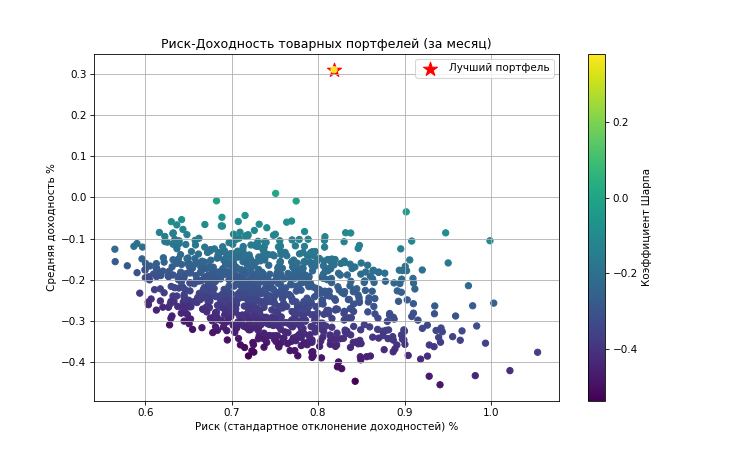 Риск-Доходность товарных портфелей (за месяц)
Лучший портфель
Средняя доходность %
0.3
0.2
0.1
0.0
−0.1
−0.2
−0.3
−0.4
0.6 0.7 0.8 0.9 1.0
Риск (стандартное отклонение доходностей) %
0.2
0.0
−0.2
−0.4
Коэффициент Шарпа